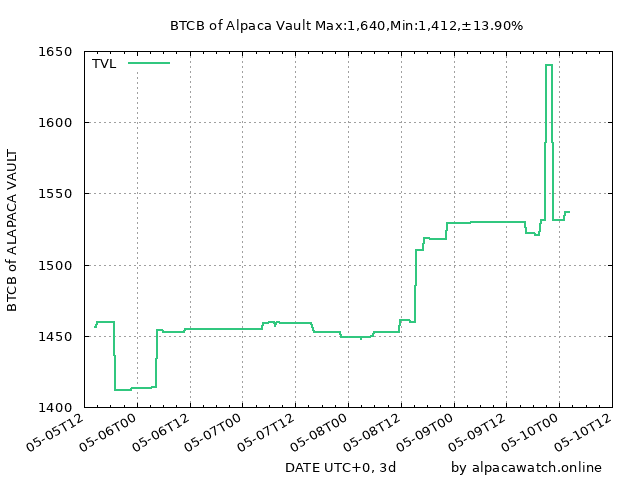 BTCB of Alpaca Vault Max:1,640,Min:1,412,±13.90%
TVL
BTCB of ALAPACA VAULT
1650
1600
1550
1500
1450
1400
05-05T12
05-06T00
05-06T12
05-07T00
05-07T12
05-08T00
05-08T12
05-09T00
05-09T12
05-10T00
05-10T12
DATE UTC+0, 3d
by alpacawatch.online